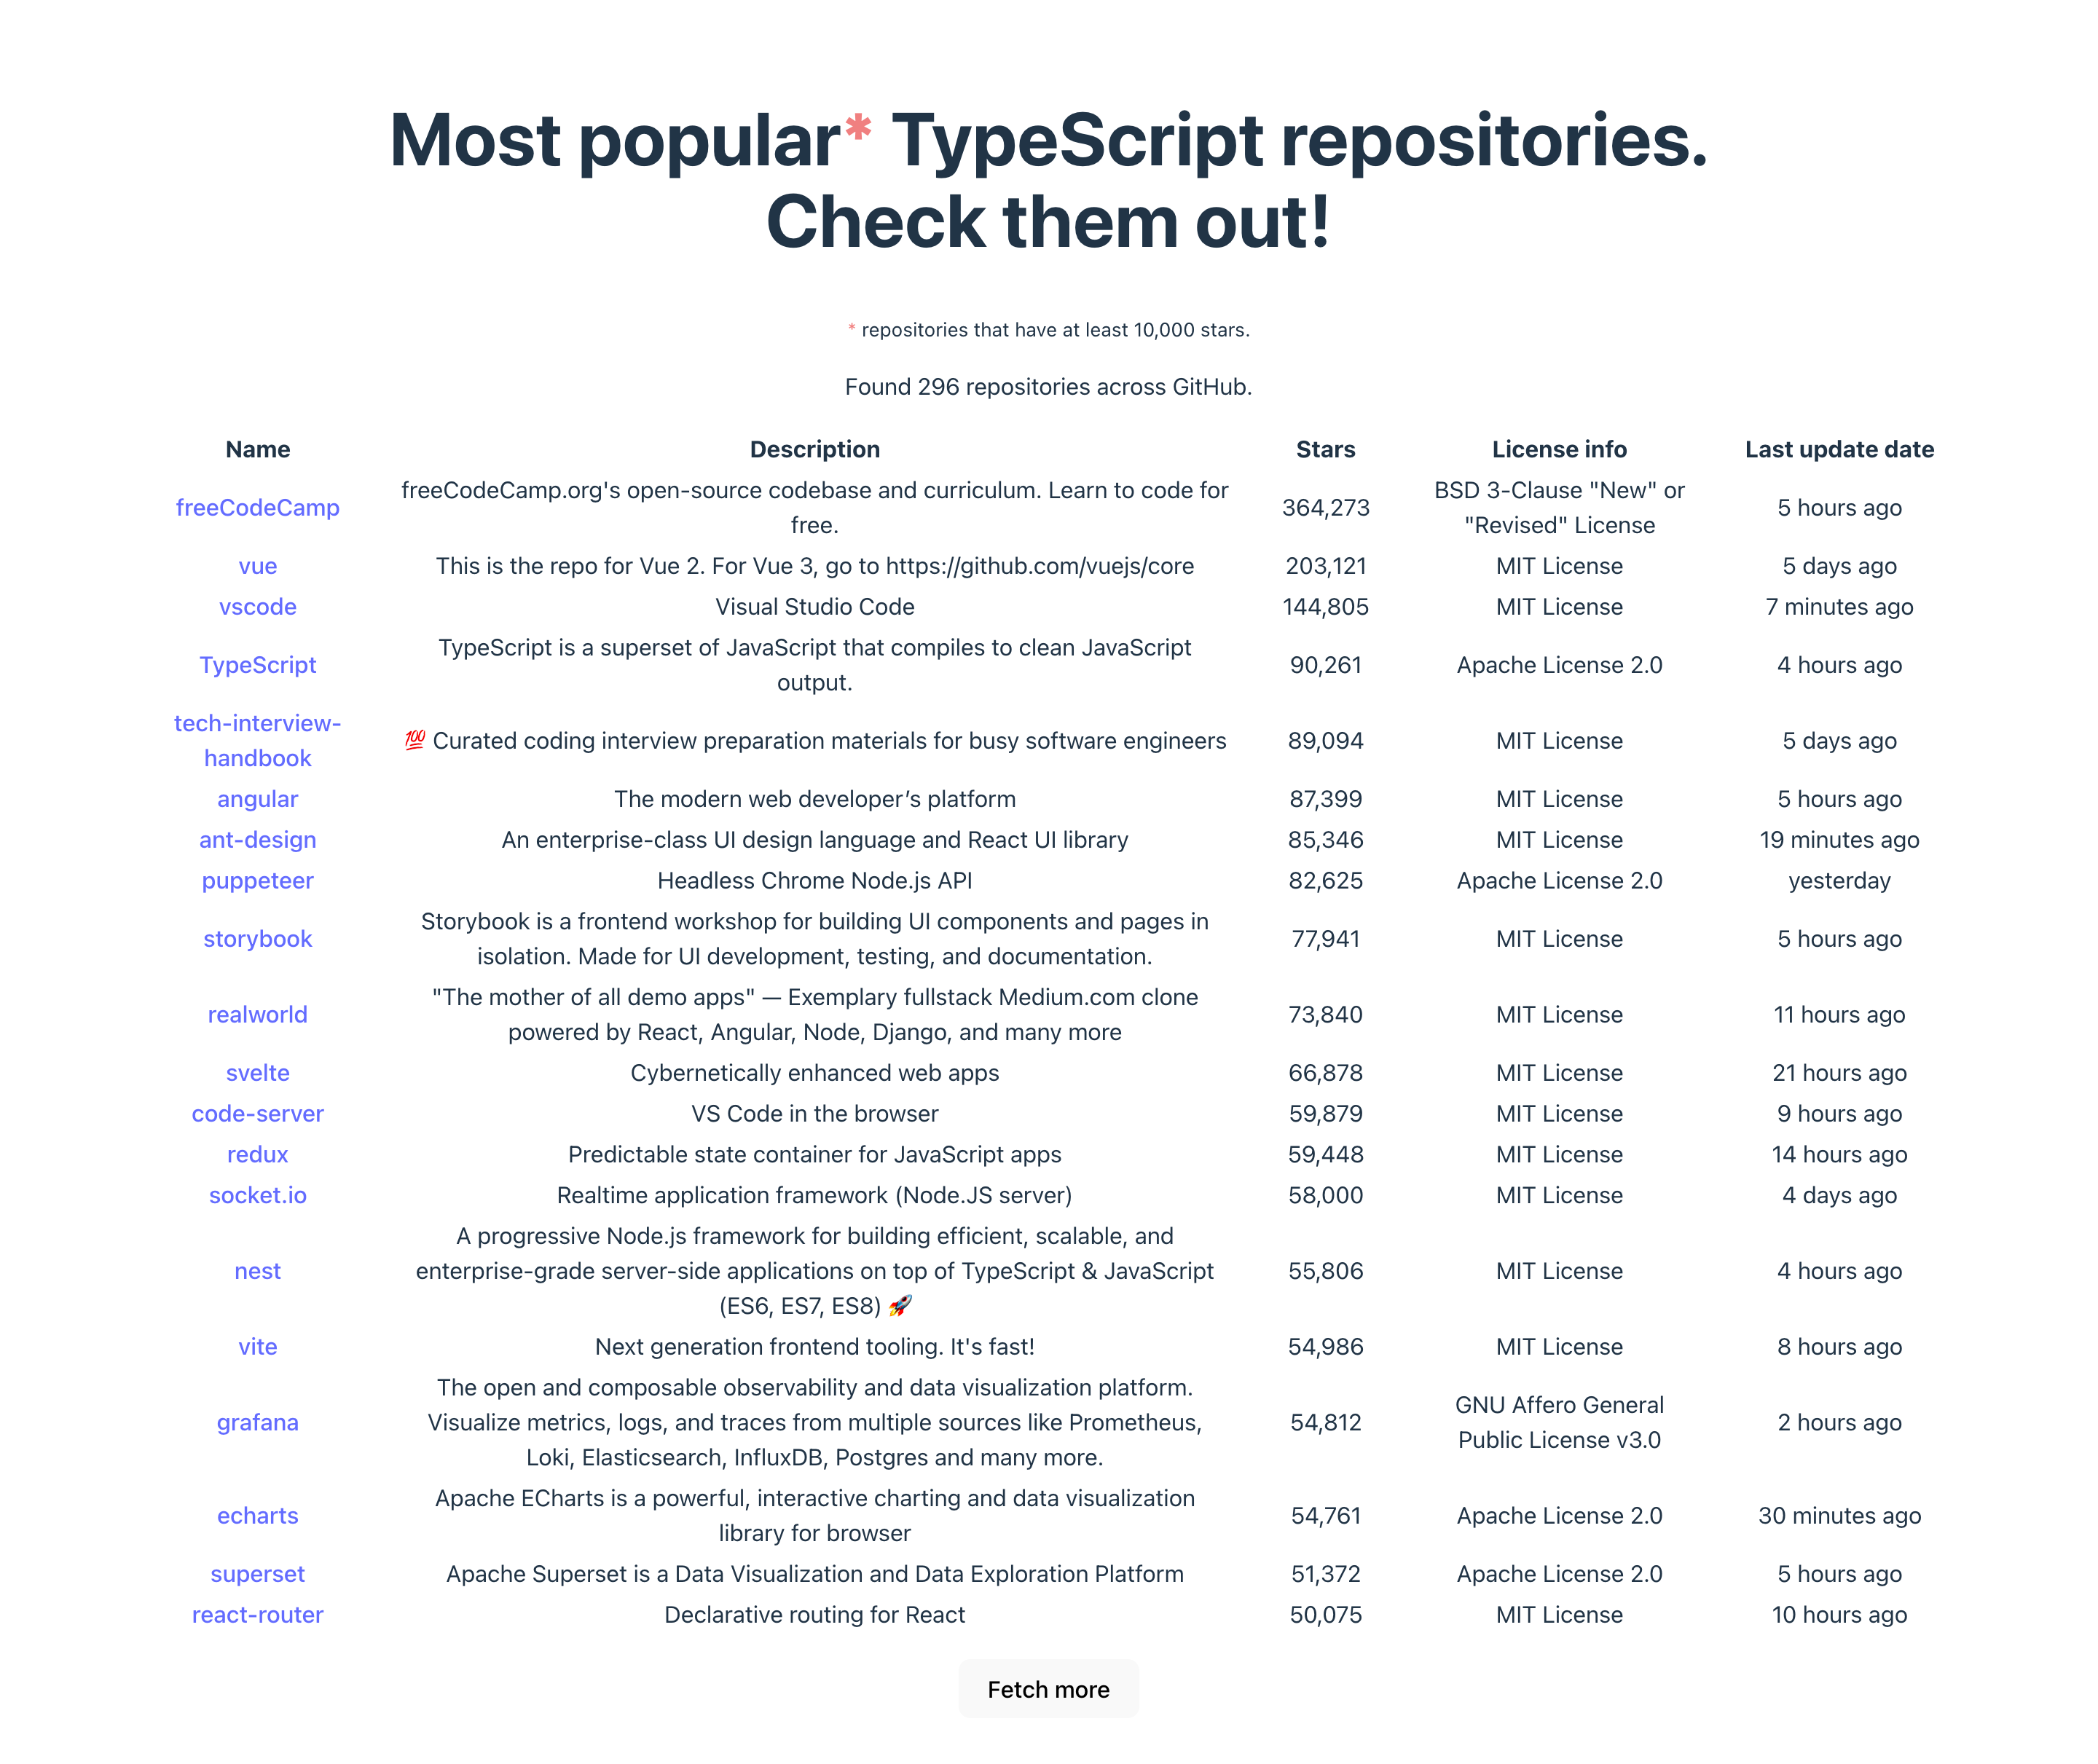 Most popular* TypeScript repositories.
Check them out!
* repositories that have at least 10,000 stars.
Found 296 repositories across GitHub.
Name Description Stars License info Last update date
freeCodeCamp freeCodeCamp.org's open-source codebase and curriculum. Learn to code for
free. 364,273 BSD 3-Clause "New" or
"Revised" License 5 hours ago
vue This is the repo for Vue 2. For Vue 3, go to https://github.com/vuejs/core 203,121 MIT License 5 days ago
vscode Visual Studio Code 144,805 MIT License 7 minutes ago
TypeScript TypeScript is a superset of JavaScript that compiles to clean JavaScript
output. 90,261 Apache License 2.0 4 hours ago
tech-interview-
handbook 💯 Curated coding interview preparation materials for busy software engineers 89,094 MIT License 5 days ago
angular The modern web developer’s platform 87,399 MIT License 5 hours ago
ant-design An enterprise-class UI design language and React UI library 85,346 MIT License 19 minutes ago
puppeteer Headless Chrome Node.js API 82,625 Apache License 2.0 yesterday
storybook Storybook is a frontend workshop for building UI components and pages in
isolation. Made for UI development, testing, and documentation. 77,941 MIT License 5 hours ago
realworld "The mother of all demo apps" — Exemplary fullstack Medium.com clone
powered by React, Angular, Node, Django, and many more 73,840 MIT License 11 hours ago
svelte Cybernetically enhanced web apps 66,878 MIT License 21 hours ago
code-server VS Code in the browser 59,879 MIT License 9 hours ago
redux Predictable state container for JavaScript apps 59,448 MIT License 14 hours ago
socket.io Realtime application framework (Node.JS server) 58,000 MIT License 4 days ago
nest A progressive Node.js framework for building efficient, scalable, and
enterprise-grade server-side applications on top of TypeScript & JavaScript
(ES6, ES7, ES8) 🚀 55,806 MIT License 4 hours ago
vite Next generation frontend tooling. It's fast! 54,986 MIT License 8 hours ago
grafana The open and composable observability and data visualization platform.
Visualize metrics, logs, and traces from multiple sources like Prometheus,
Loki, Elasticsearch, InfluxDB, Postgres and many more. 54,812 GNU Affero General
Public License v3.0 2 hours ago
echarts Apache ECharts is a powerful, interactive charting and data visualization
library for browser 54,761 Apache License 2.0 30 minutes ago
superset Apache Superset is a Data Visualization and Data Exploration Platform 51,372 Apache License 2.0 5 hours ago
react-router Declarative routing for React 50,075 MIT License 10 hours ago
Fetch more